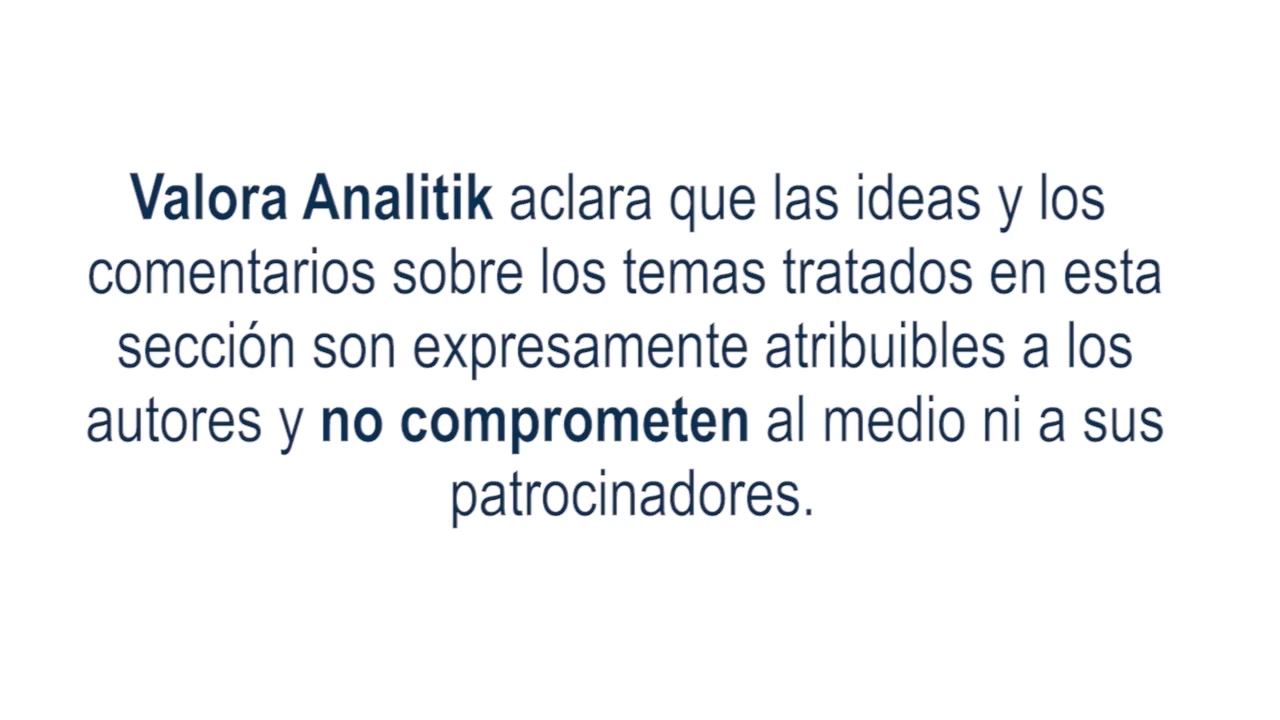 Valora Analitik aclara que las ideas y los
comentarios sobre los temas tratados en esta
sección son expresamente atribuibles a los
autores y no comprometen al medio ni a sus
patrocinadores.